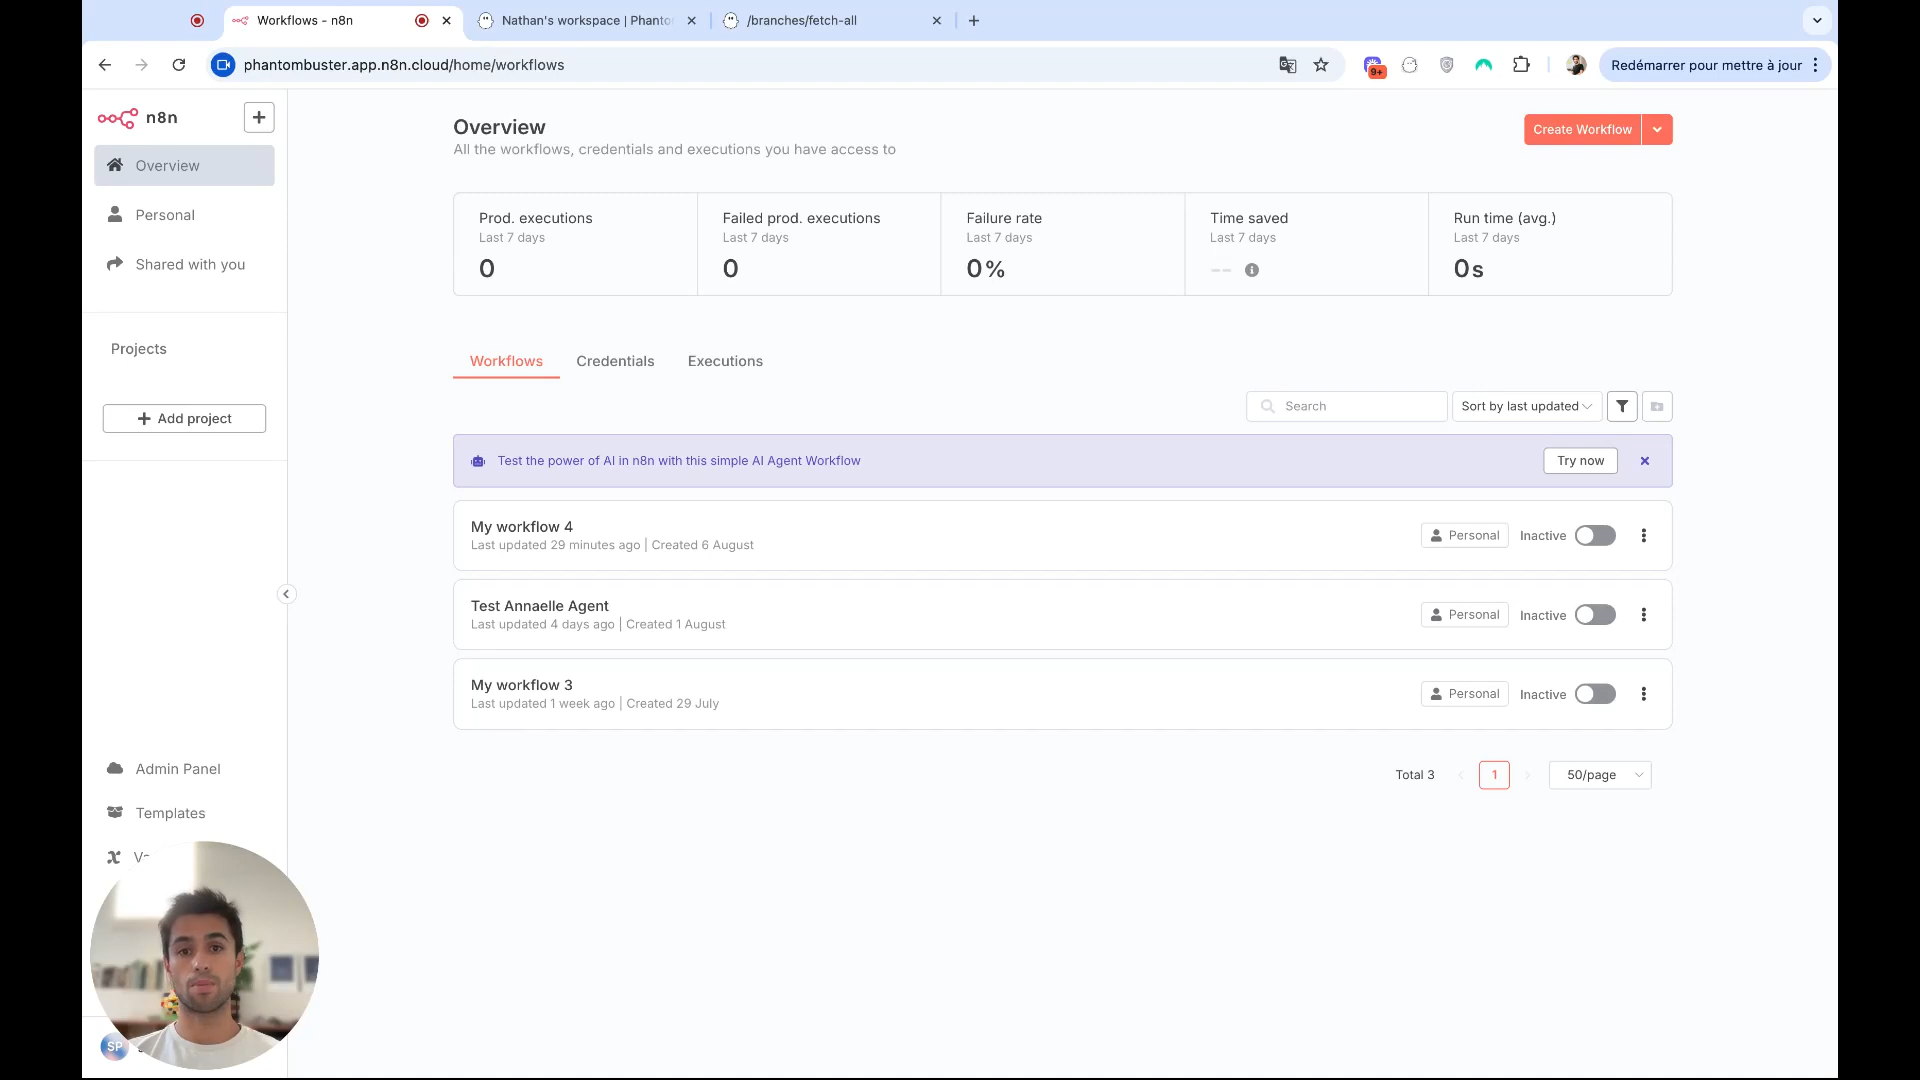 Workflows - n8n
Nathan's workspace | Phanto
/branches/fetch-all
phantombuster.app.n8n.cloud/home/workflows
9+
Redémarrer pour mettre à jour
n8n
Overview
Personal
Shared with you
Projects
Add project
Admin Panel
Templates
SP
Overview
All the workflows, credentials and executions you have access to
Create Workflow
Prod. executions
Last 7 days
0
Failed prod. executions
Last 7 days
0
Failure rate
Last 7 days
0%
Time saved
Last 7 days
--
Run time (avg.)
Last 7 days
0s
Workflows
Credentials
Executions
Search
Sort by last updated
Test the power of AI in n8n with this simple AI Agent Workflow
Try now
My workflow 4
Last updated 29 minutes ago | Created 6 August
Personal
Inactive
Test Annaelle Agent
Last updated 4 days ago | Created 1 August
Personal
Inactive
My workflow 3
Last updated 1 week ago | Created 29 July
Personal
Inactive
Total 3
1
50/page